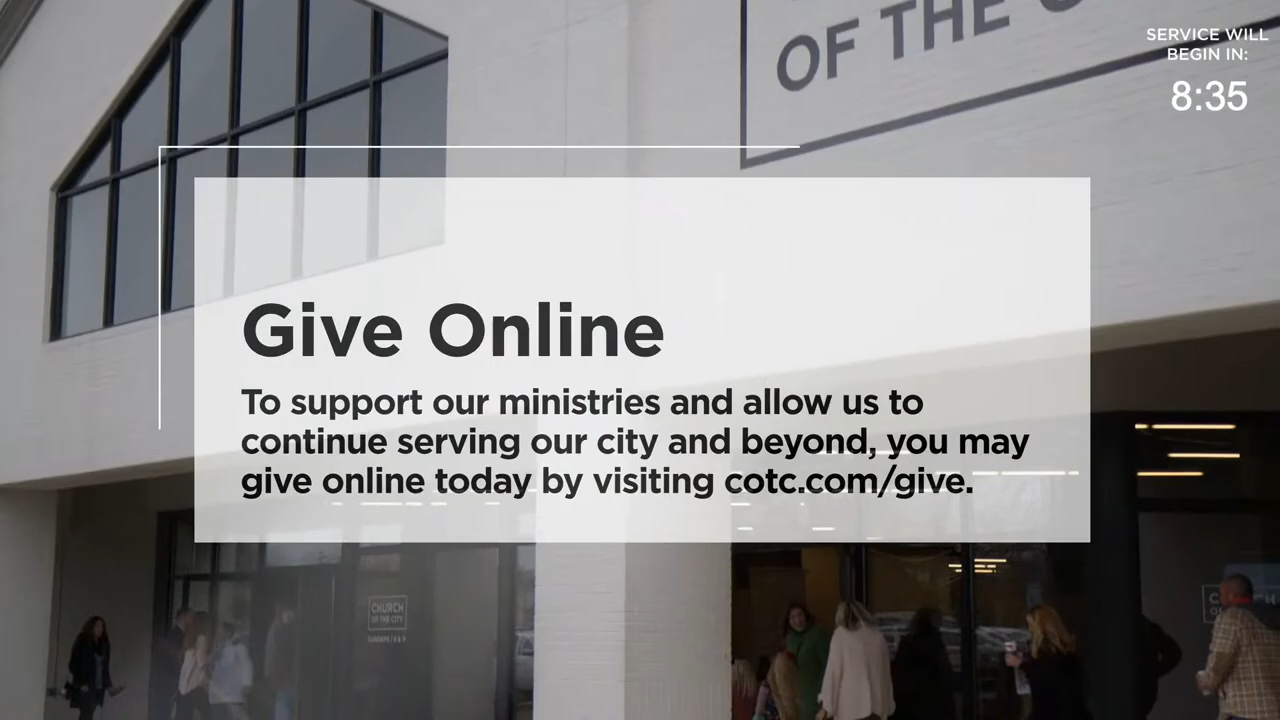 OF THE
SERVICE WILL
BEGIN IN:
8:35
Give Online
To support our ministries and allow us to
continue serving our city and beyond, you may
give online today by visiting cotc.com/give.
CHURCH
OF THE CITY